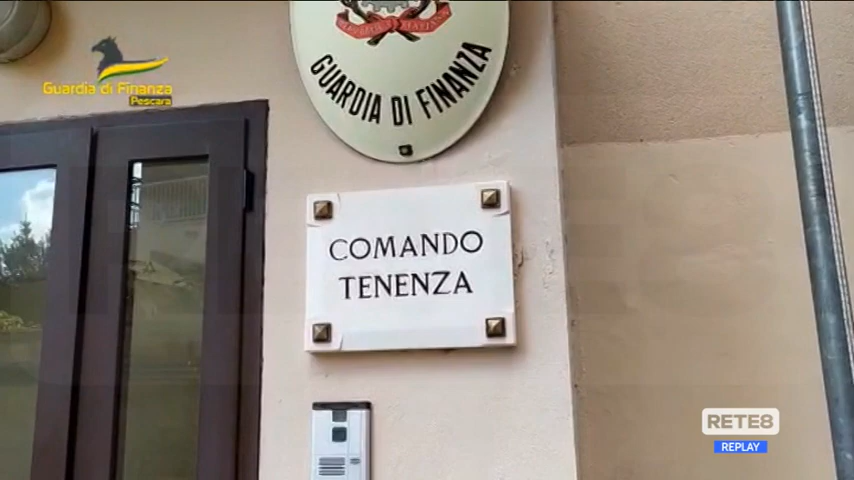 Guardia di Finanza
Pescara
GUARDIA DI FINANZA
COMANDO
TENENZA
RETE8
REPLAY